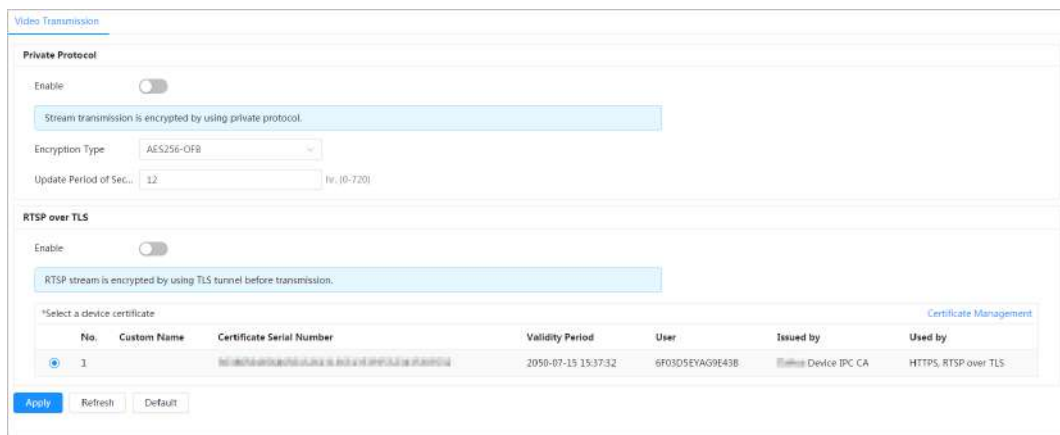 Video Transmission
Private Protocol
Enable
Stream transmission is encrypted by using private protocol.
Encryption Type AES256-OFB
Update Period of Sec... 12 hr. (0-720)
RTSP over TLS
Enable
RTSP stream is encrypted by using TLS tunnel before transmission.
*Select a device certificate Certificate Management
No. Custom Name Certificate Serial Number Validity Period User Issued by Used by
1 2050-07-15 15:37:32 6F03D5EYAG9E43B Device IPC CA HTTPS, RTSP over TLS
Apply Refresh Default